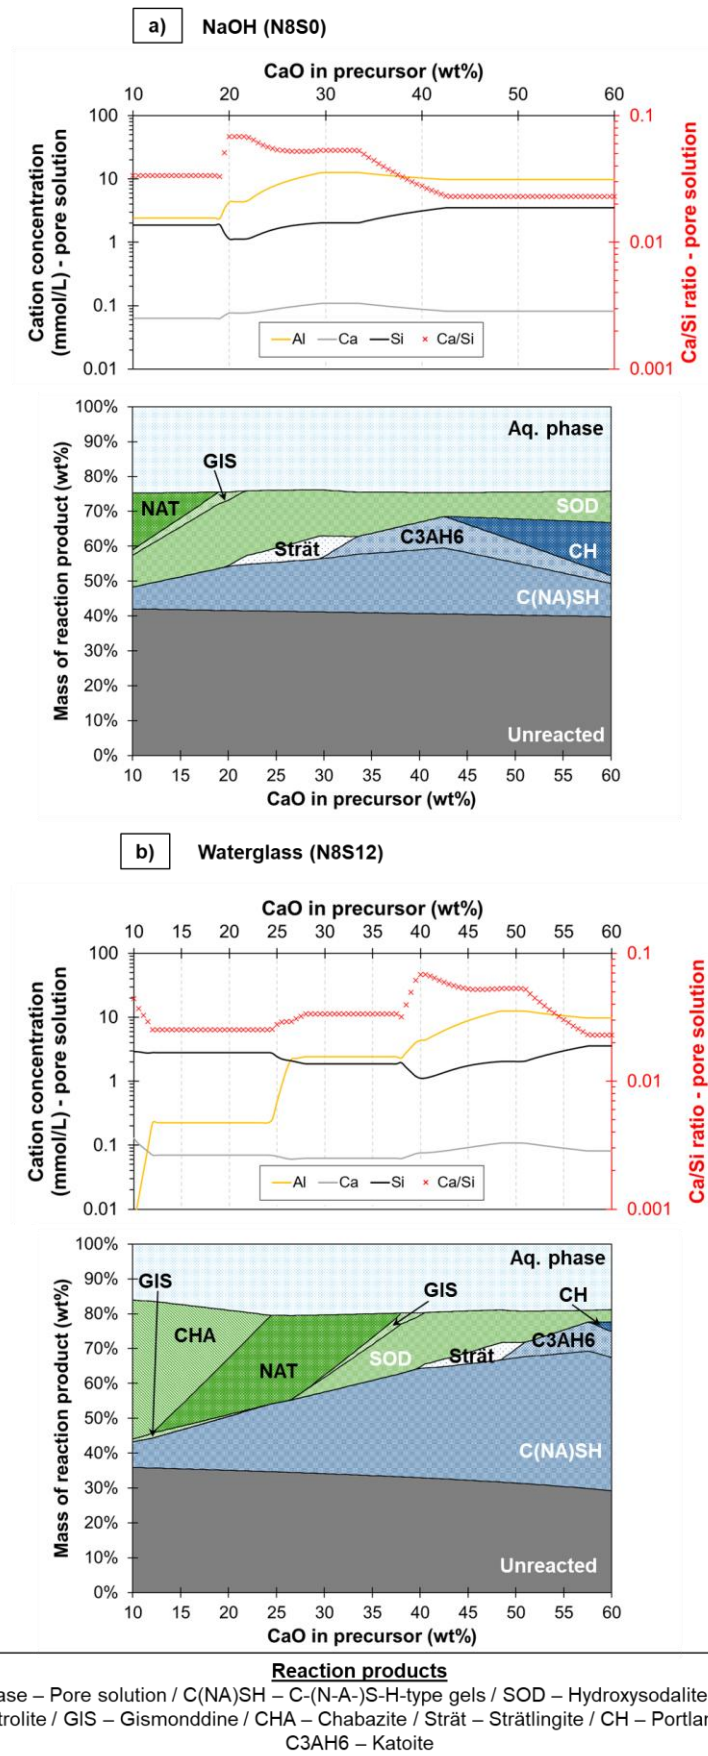 a) NaOH (N8S0)
CaO in precursor (wt%)
10 20 30 40 50 60
100
10
1
0.1
0.01
Cation concentration
(mmol/L) - pore solution
0.1
0.01
0.001
Ca/Si ratio - pore solution
Al Ca Si Ca/Si
100%
90%
80%
70%
60%
50%
40%
30%
20%
10%
0%
Mass of reaction product (wt%)
Aq. phase
GIS
NAT
SOD
Strät
C3AH6
CH
C(NA)SH
Unreacted
10 15 20 25 30 35 40 45 50 55 60
CaO in precursor (wt%)
b) Waterglass (N8S12)
CaO in precursor (wt%)
10 15 20 25 30 35 40 45 50 55 60
100
10
1
0.1
0.01
Cation concentration
(mmol/L) - pore solution
0.1
0.01
0.001
Ca/Si ratio - pore solution
Al Ca Si Ca/Si
100%
90%
80%
70%
60%
50%
40%
30%
20%
10%
0%
Mass of reaction product (wt%)
Aq. phase
GIS
GIS
CH
CHA
NAT
SOD
Strät
C3AH6
C(NA)SH
Unreacted
10 15 20 25 30 35 40 45 50 55 60
CaO in precursor (wt%)
Reaction products
ase – Pore solution / C(NA)SH – C-(N-A-)S-H-type gels / SOD – Hydroxysodalite
trolite / GIS – Gismonddine / CHA – Chabazite / Strät – Strätlingite / CH – Portlan
C3AH6 – Katoite